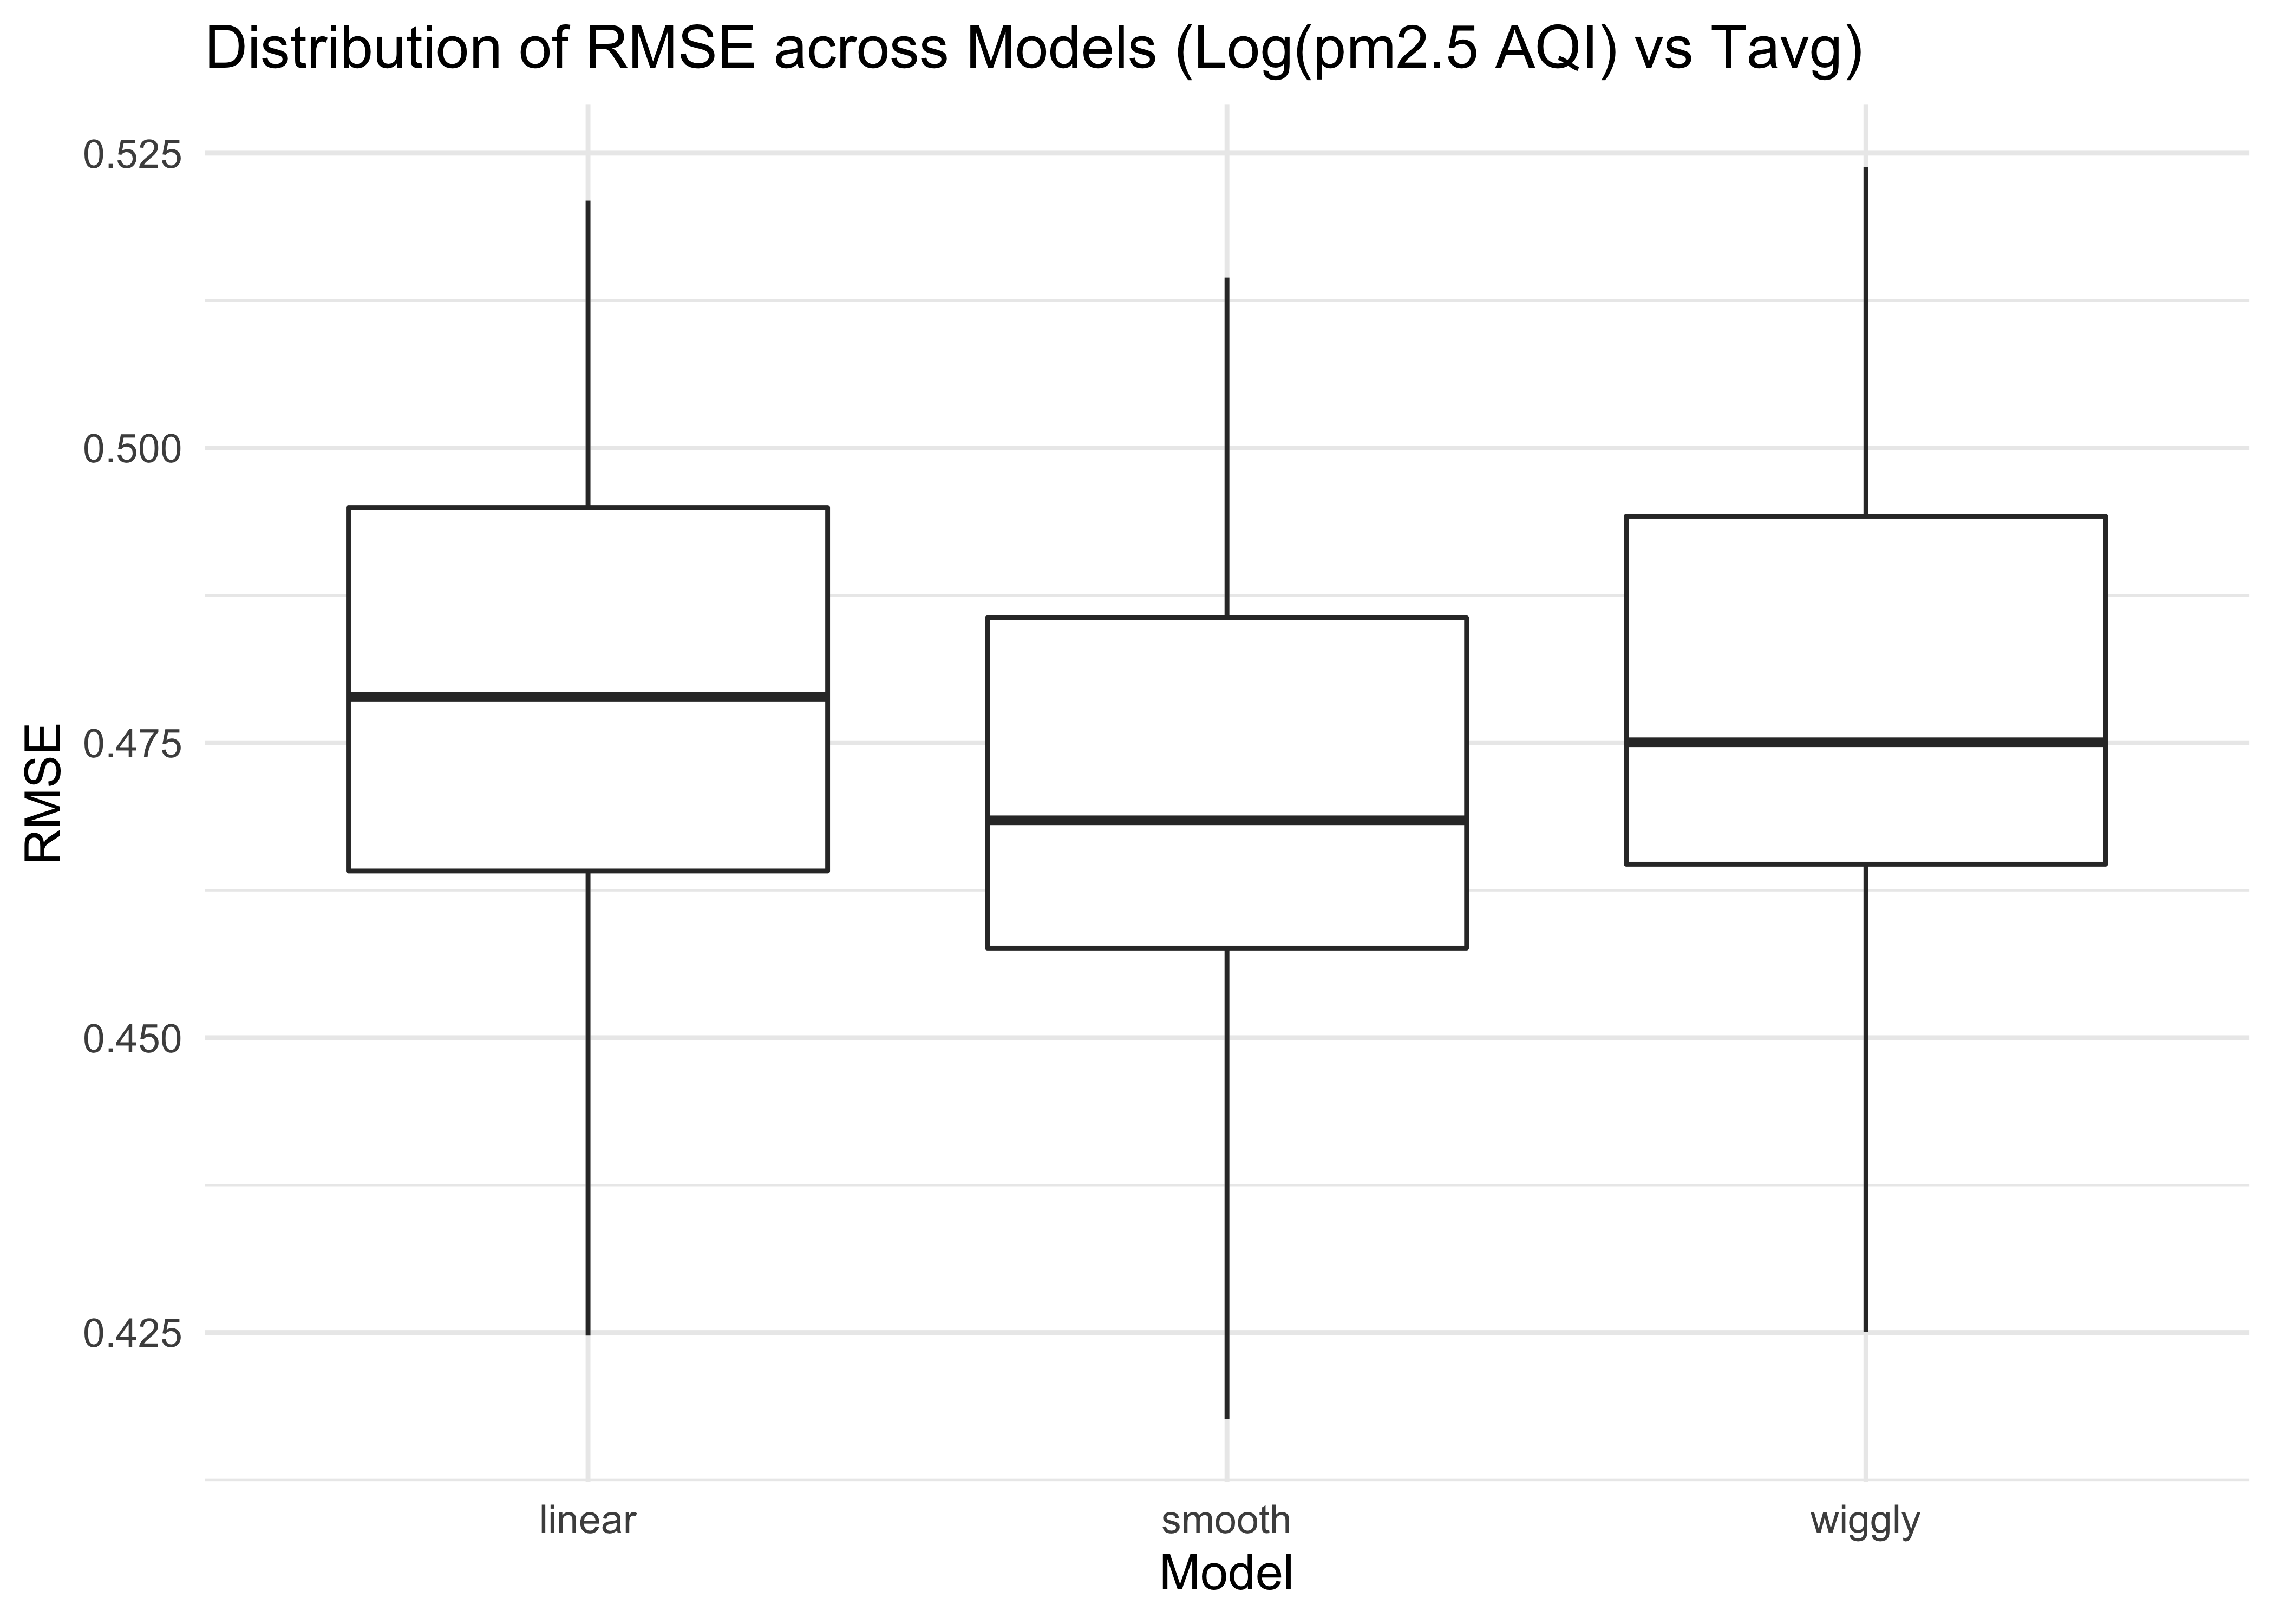 Distribution of RMSE across Models (Log(pm2.5 AQI) vs Tavg)
0.525
0.500
0.475
0.450
0.425
RMSE
linear
smooth
wiggly
Model